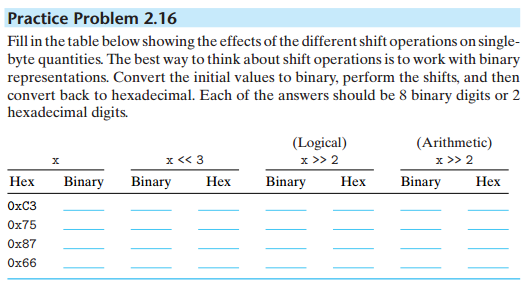 Practice Problem 2.16
Fill in the table below showing the effects of the different shift operations on single-
byte quantities. The best way to think about shift operations is to work with binary
representations. Convert the initial values to binary, perform the shifts, and then
convert back to hexadecimal. Each of the answers should be 8 binary digits or 2
hexadecimal digits.
(Logical) (Arithmetic)
x x << 3 x >> 2 x >> 2
Hex Binary Binary Hex Binary Hex Binary Hex
0xC3
0x75
0x87
0x66